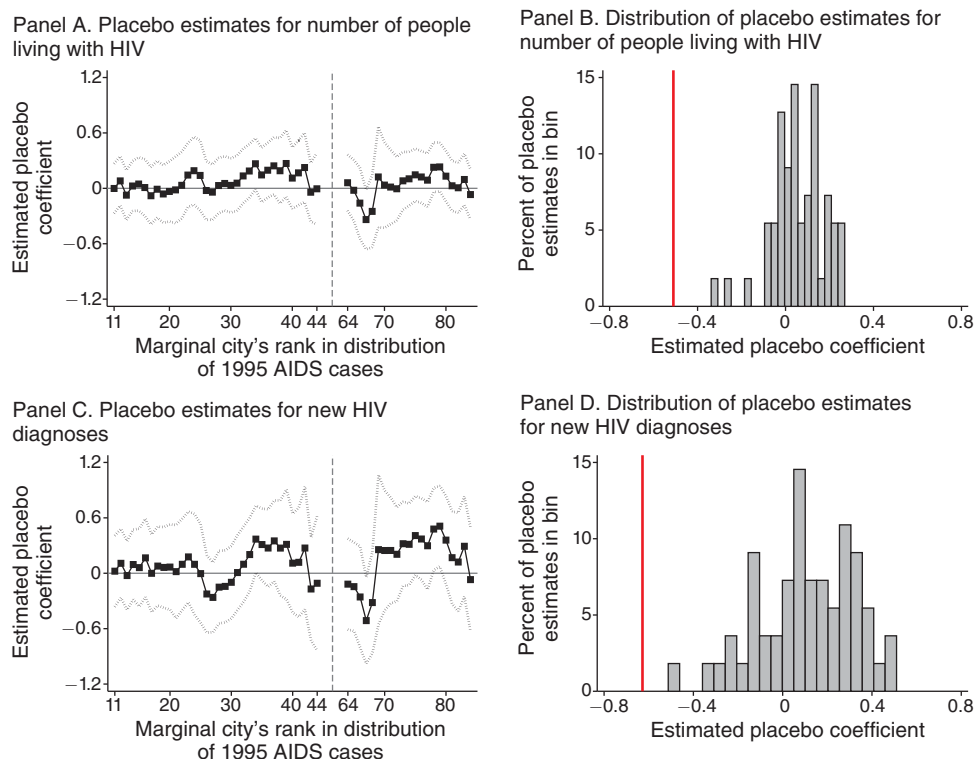 Panel A. Placebo estimates for number of people
living with HIV
1.2
0.6
0
−0.6
−1.2
Estimated placebo
coefficient
11
20
30
40 44
64
70
80
Marginal city's rank in distribution
of 1995 AIDS cases
Panel B. Distribution of placebo estimates for
number of people living with HIV
15
10
5
0
Percent of placebo
estimates in bin
−0.8
−0.4
0
0.4
0.8
Estimated placebo coefficient
Panel C. Placebo estimates for new HIV
diagnoses
1.2
0.6
0
−0.6
−1.2
Estimated placebo
coefficient
11
20
30
40 44
64
70
80
Marginal city's rank in distribution
of 1995 AIDS cases
Panel D. Distribution of placebo estimates
for new HIV diagnoses
15
10
5
0
Percent of placebo
estimates in bin
−0.8
−0.4
0
0.4
0.8
Estimated placebo coefficient